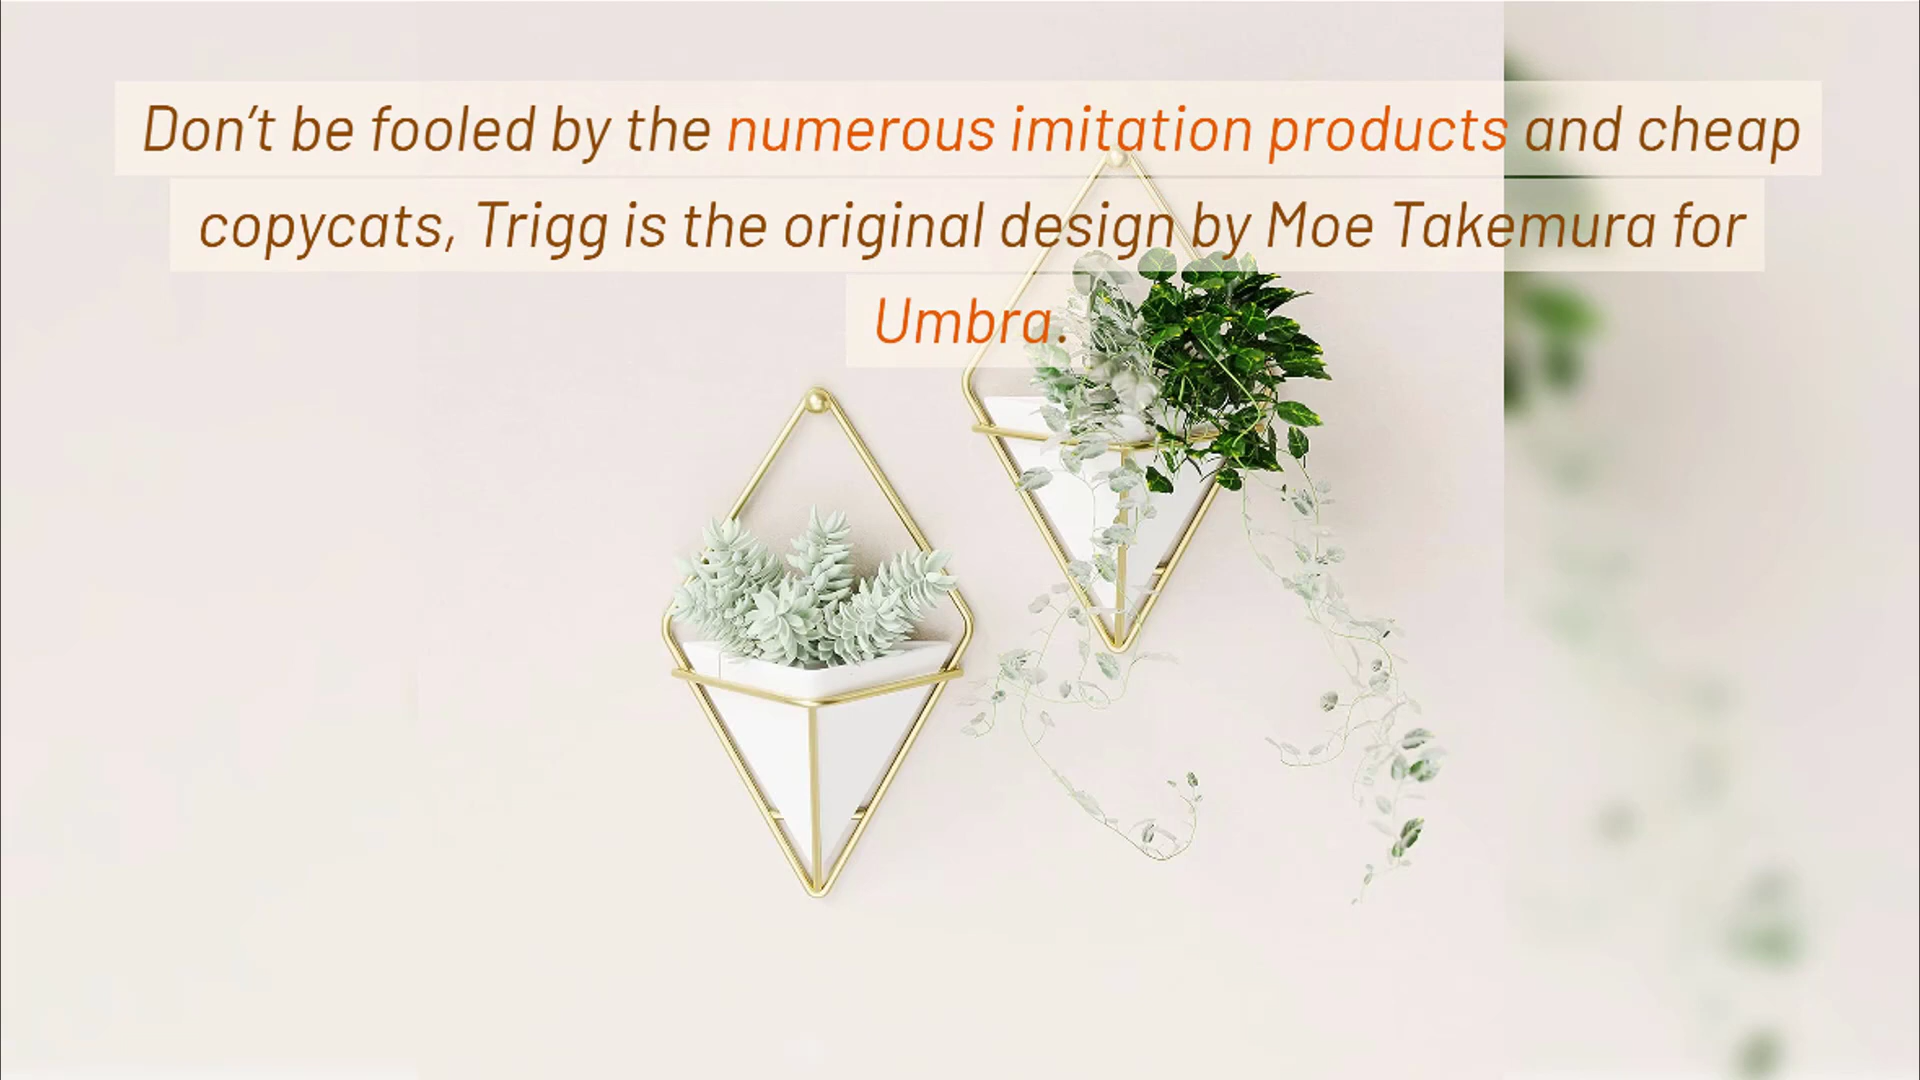 Don’t be fooled by the numerous imitation products and cheap
copycats, Trigg is the original design by Moe Takemura for
Umbra.